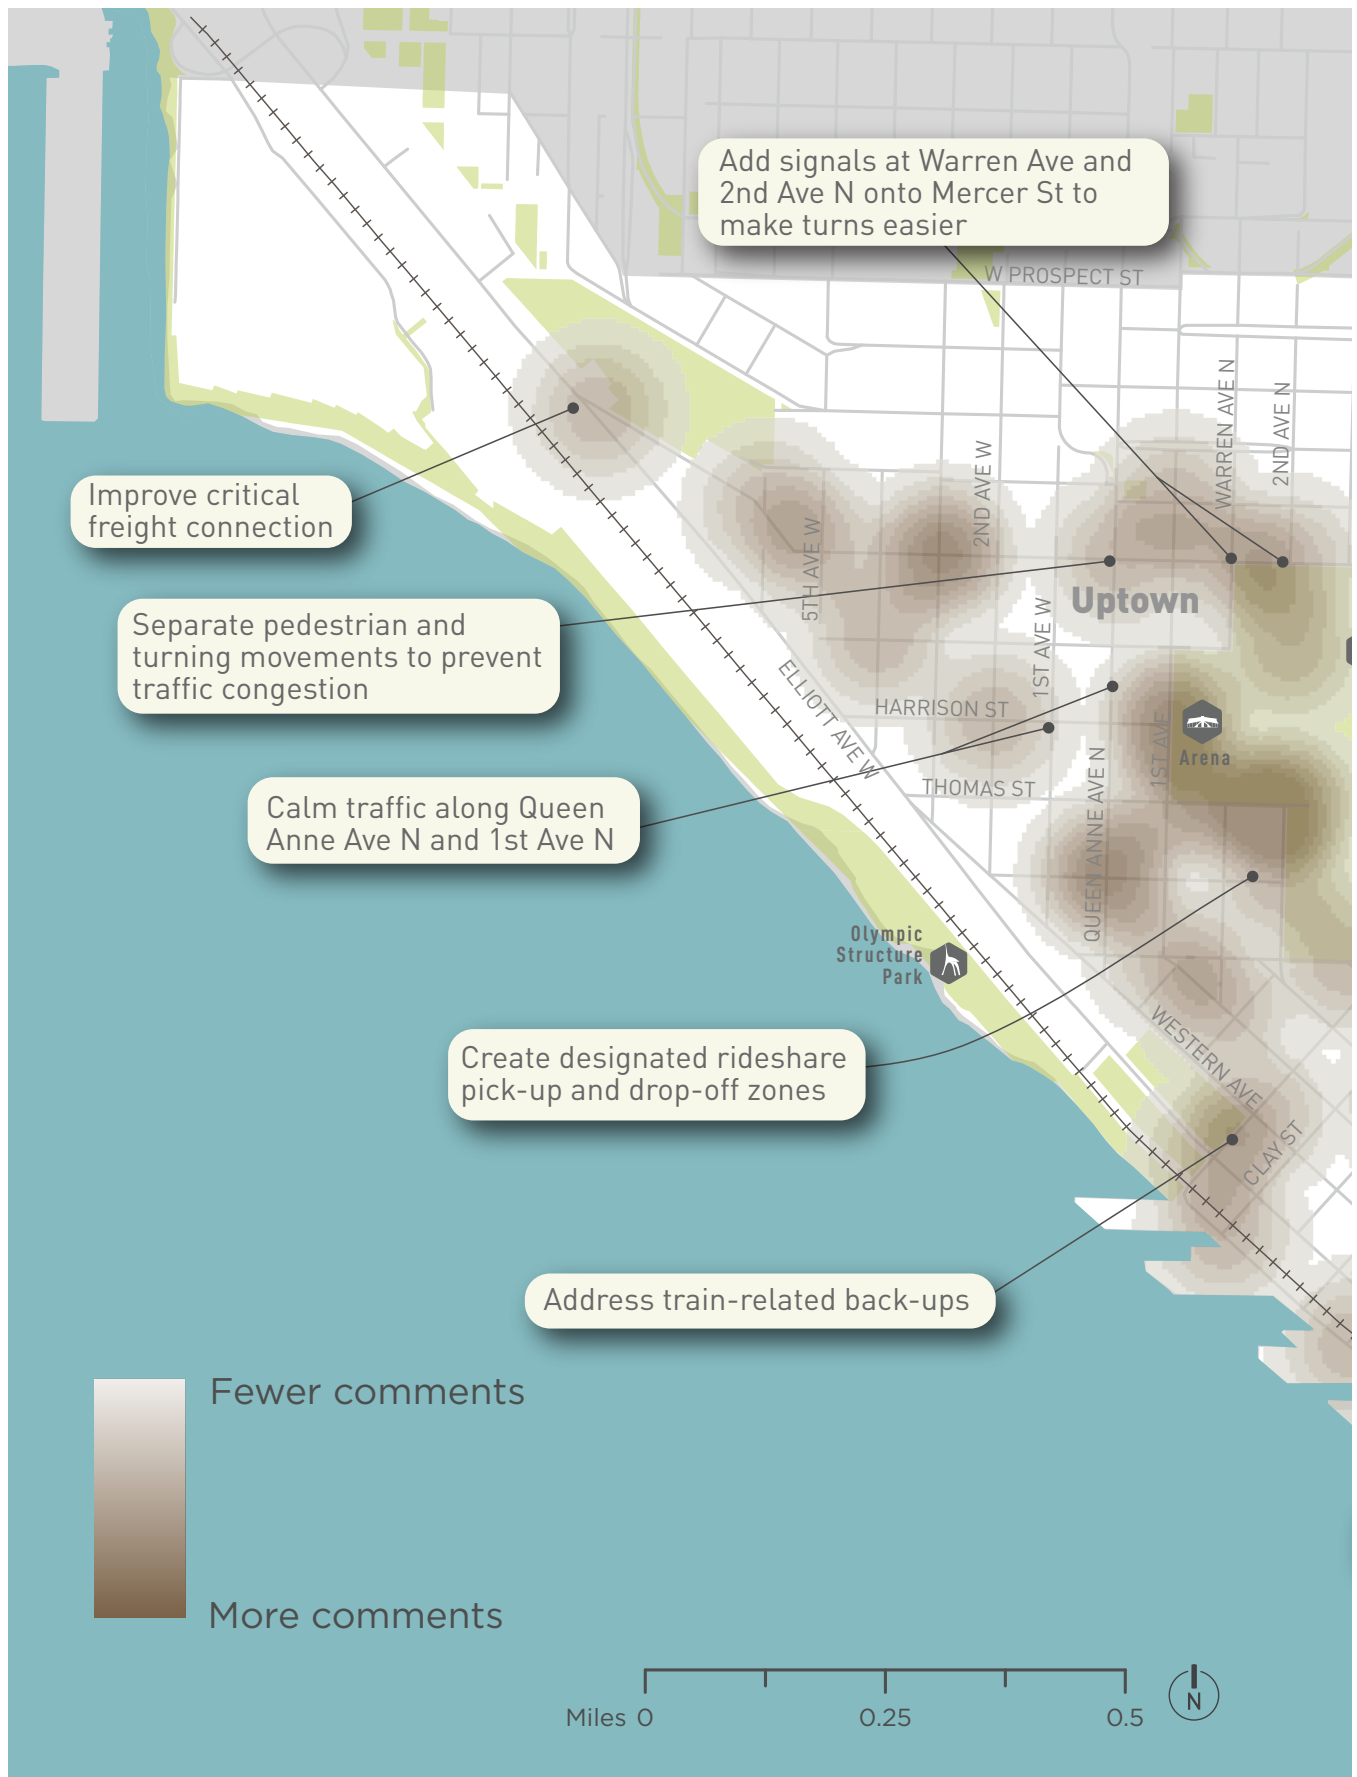 Add signals at Warren Ave and
2nd Ave N onto Mercer St to
make turns easier
W PROSPECT ST
WARREN AVE N
2ND AVE N
2ND AVE W
Improve critical
freight connection
5TH AVE W
Uptown
1ST AVE W
Separate pedestrian and
turning movements to prevent
traffic congestion
ELLIOTT AVE W
HARRISON ST
1ST AVE
Arena
THOMAS ST
QUEEN ANNE AVE N
Calm traffic along Queen
Anne Ave N and 1st Ave N
Olympic
Structure
Park
WESTERN AVE
Create designated rideshare
pick-up and drop-off zones
CLAY ST
Address train-related back-ups
Fewer comments
More comments
Miles 0 0.25 0.5
N